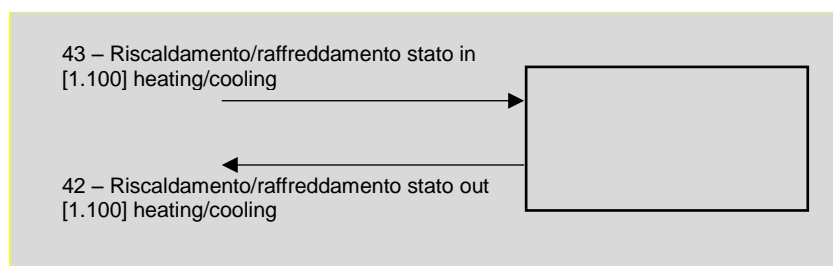 43 – Riscaldamento/raffreddamento stato in
[1.100] heating/cooling
42 – Riscaldamento/raffreddamento stato out
[1.100] heating/cooling